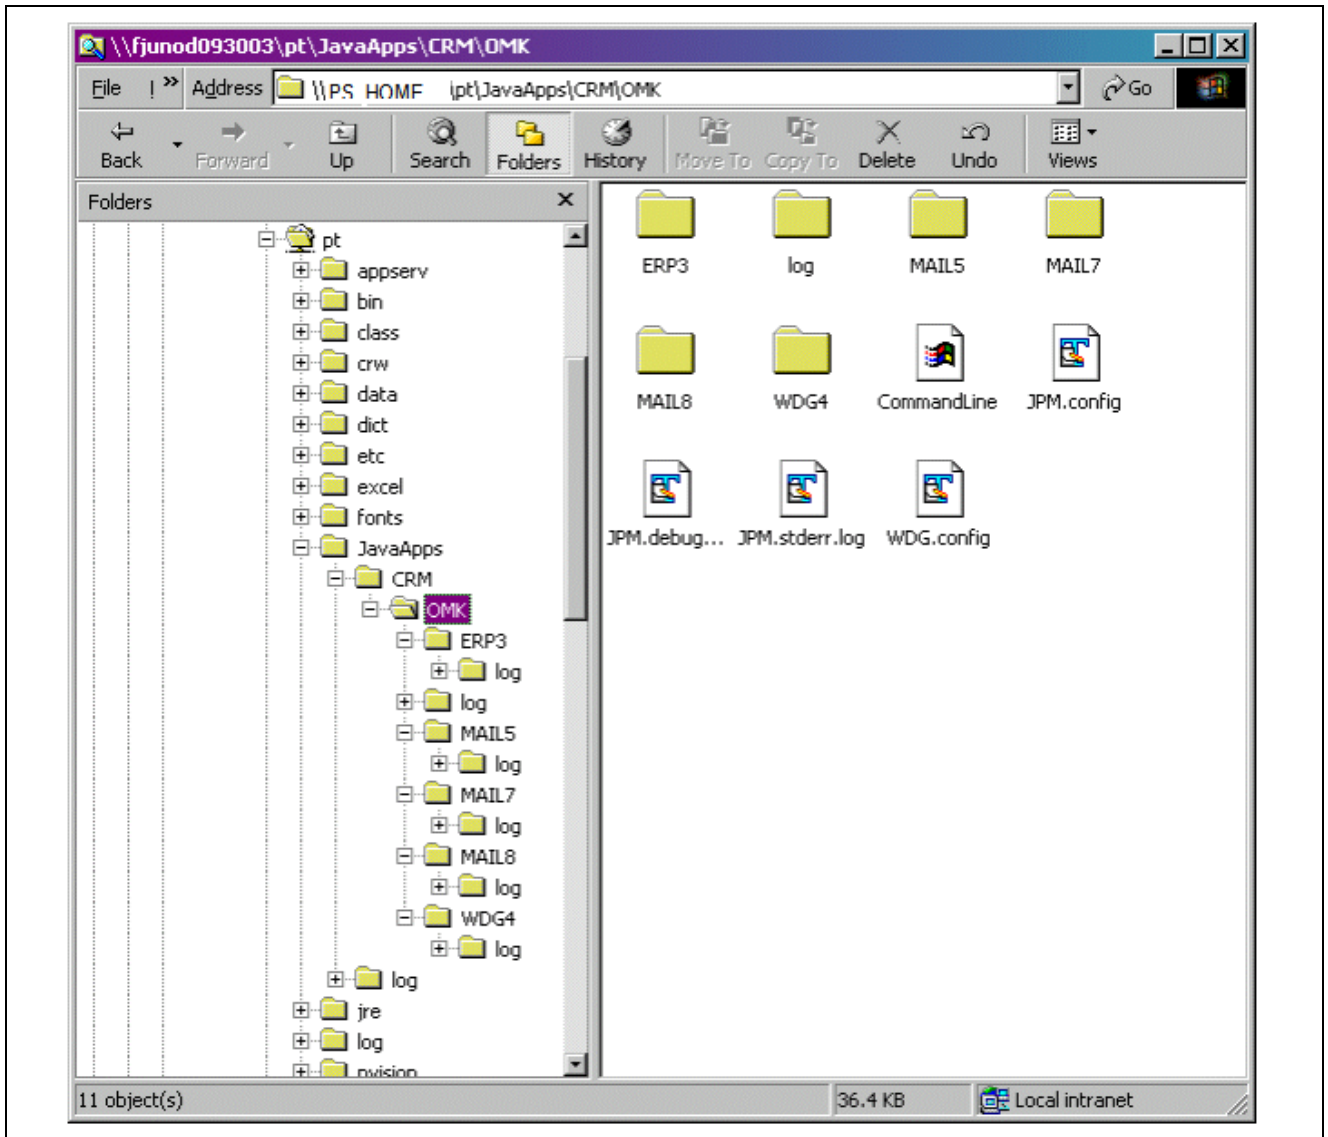 \\fjunod093003\pt\JavaApps\CRM\OMK
File » Address \\PS_HOME \pt\JavaApps\CRM\OMK Go
Back Forward Up Search Folders History Move To Copy To Delete Undo Views
Folders
pt
appserv
bin
class
crw
data
dict
etc
excel
fonts
JavaApps
CRM
OMK
ERP3
log
log
MAIL5
log
MAIL7
log
MAIL8
log
WDG4
log
log
jre
log
nvision
ERP3 log MAIL5 MAIL7
MAIL8 WDG4 CommandLine JPM.config
JPM.debug... JPM.stderr.log WDG.config
11 object(s) 36.4 KB Local intranet